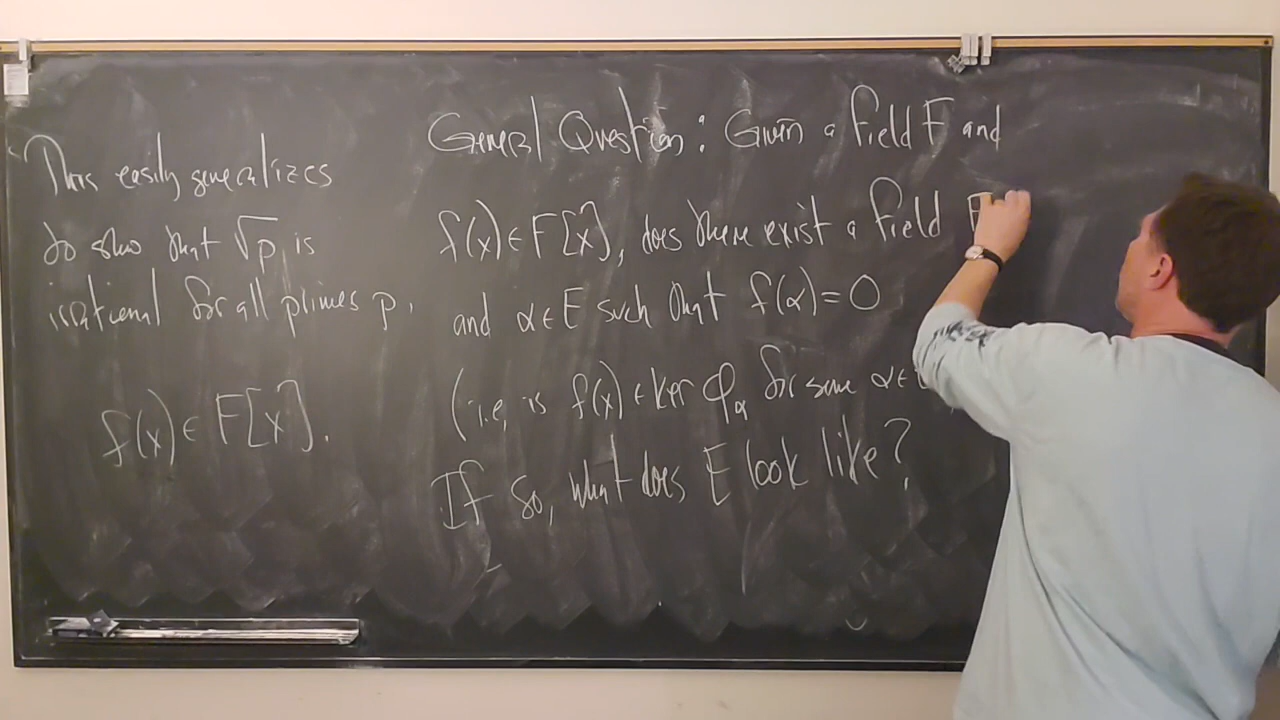 This easily generalizes
to show that √p is
irrational for all primes p.
f(x) ∈ F[x].
General Question: Given a field F and
f(x) ∈ F[x], does there exist a field E
and α ∈ E such that f(α) = 0
(i.e, is f(x) ∈ ker φ_α for some α ∈
If so, what does E look like?